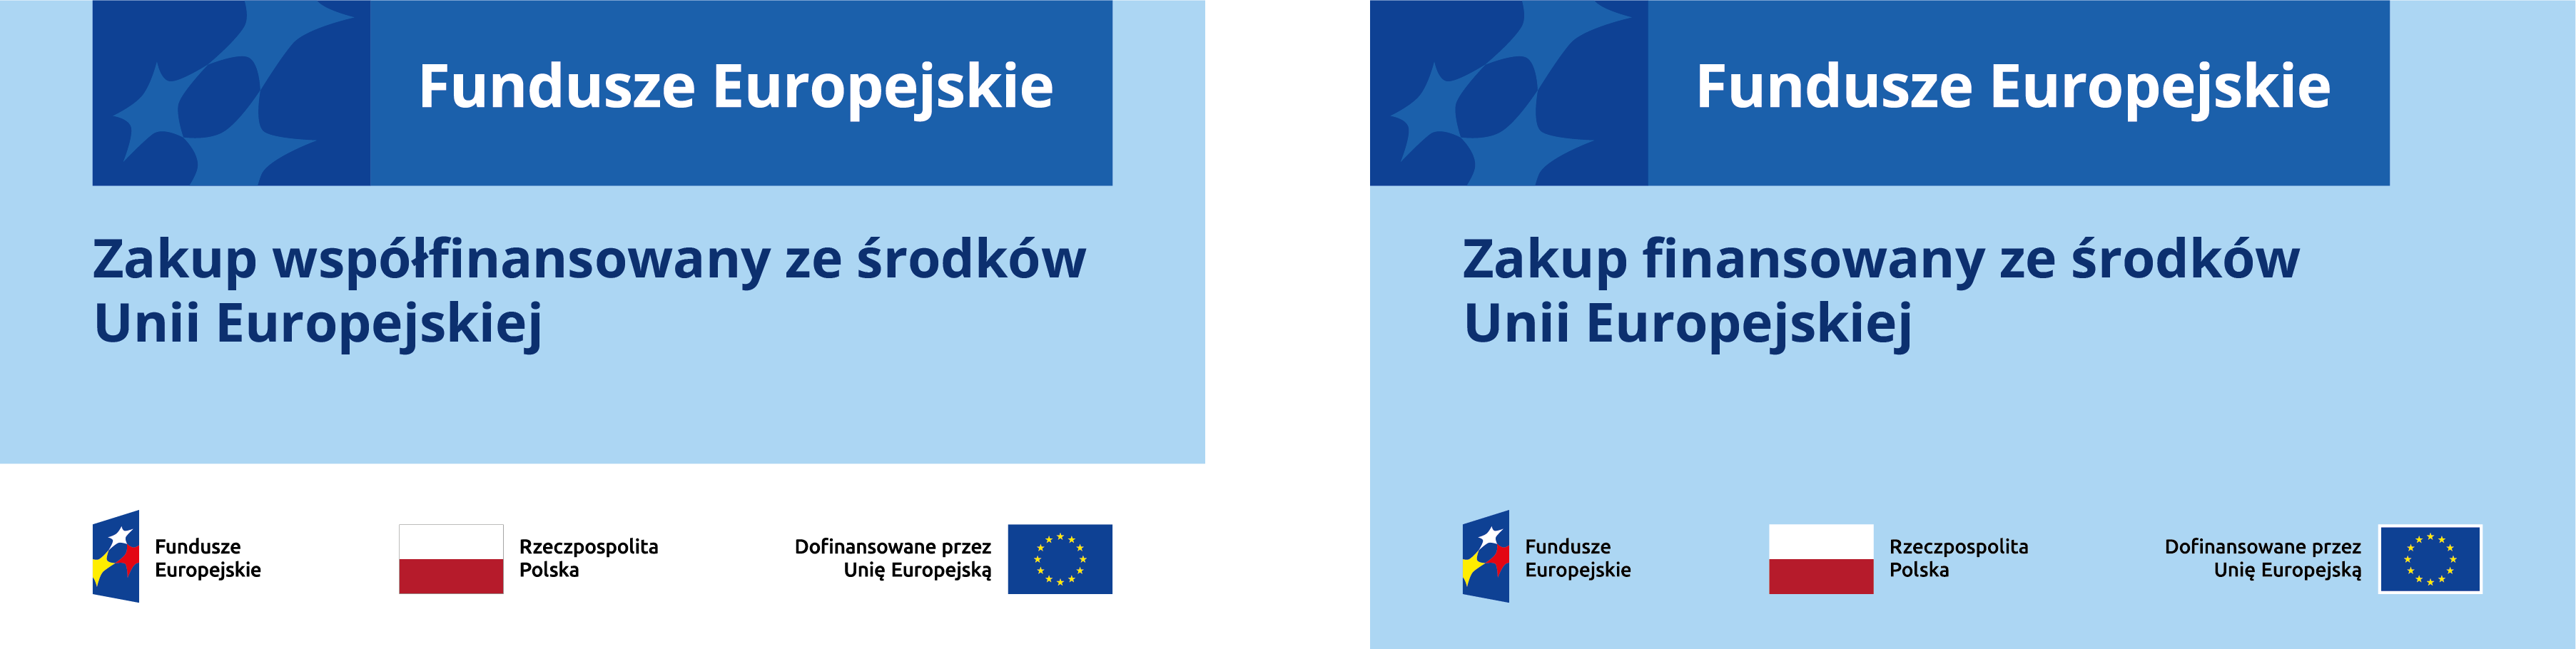 Fundusze Europejskie
Zakup współfinansowany ze środków
Unii Europejskiej
Fundusze
Europejskie
Rzeczpospolita
Polska
Dofinansowane przez
Unię Europejską
Fundusze Europejskie
Zakup finansowany ze środków
Unii Europejskiej
Fundusze
Europejskie
Rzeczpospolita
Polska
Dofinansowane przez
Unię Europejską